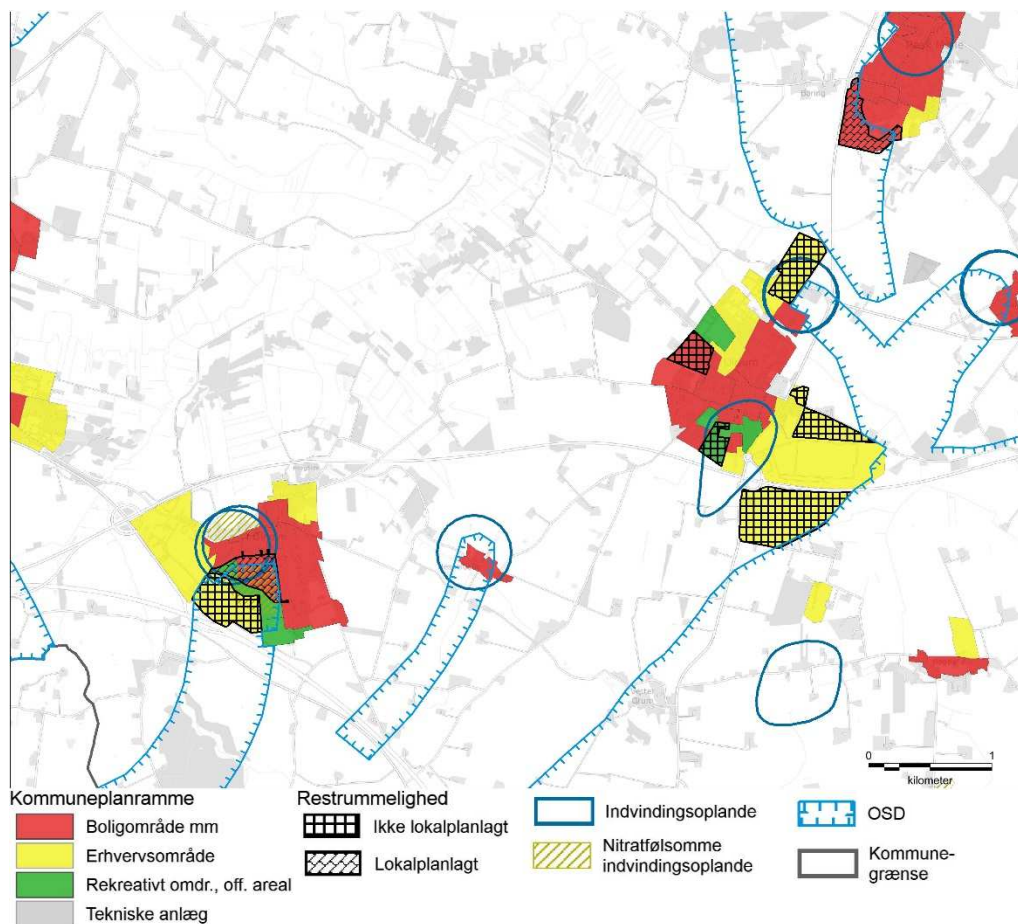 0 1
kilometer
Kommuneplanramme
Boligområde mm
Erhvervsområde
Rekreativt omdr., off. areal
Tekniske anlæg
Restrummelighed
Ikke lokalplanlagt
Lokalplanlagt
Indvindingsoplande
Nitratfølsomme
indvindingsoplande
OSD
Kommune-
grænse